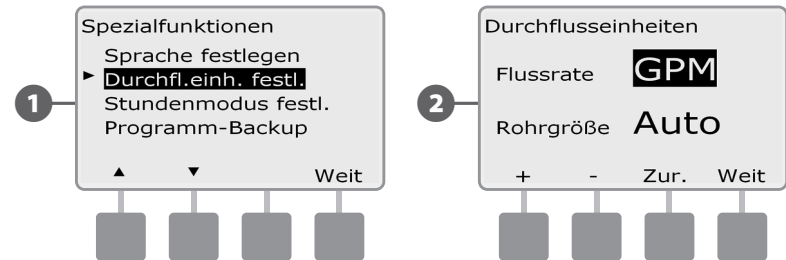 1
Spezialfunktionen
Sprache festlegen
► Durchfl.einh. festl.
Stundenmodus festl.
Programm-Backup
▲ ▼ Weit
2
Durchflusseinheiten
Flussrate GPM
Rohrgröße Auto
+ - Zur. Weit